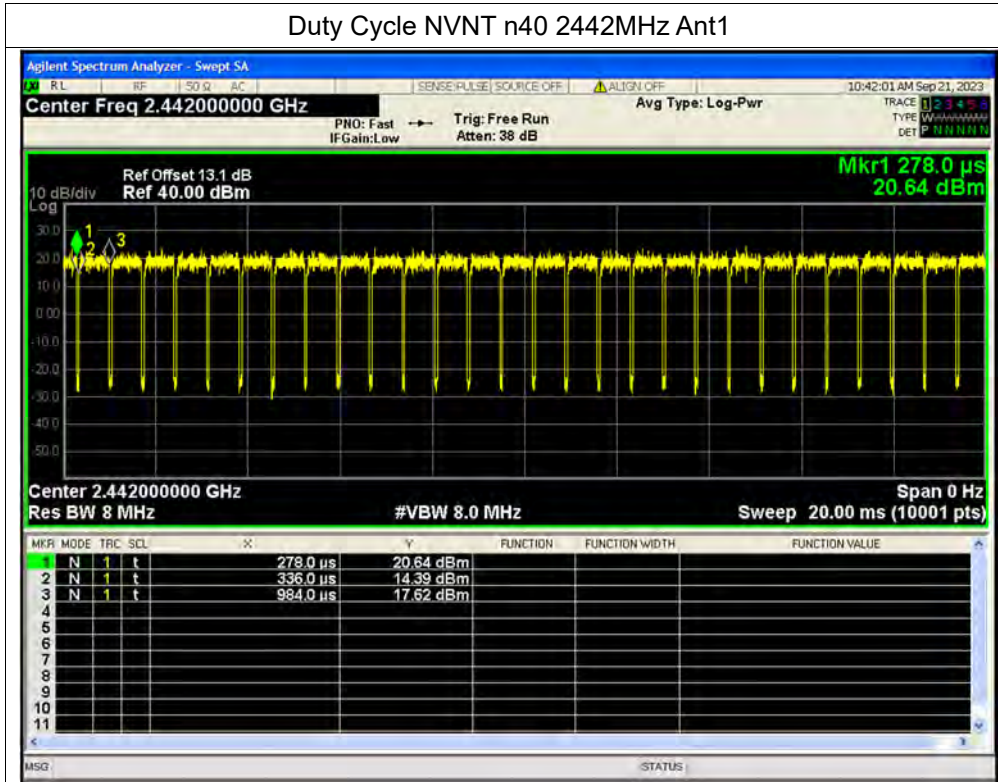 Duty Cycle NVNT n40 2442MHz Ant1
Agilent Spectrum Analyzer - Swept SA
LXI RL RF 50 Ω AC SENSE:PULSE SOURCE OFF ALIGN OFF 10:42:01 AM Sep 21, 2023
Center Freq 2.442000000 GHz Avg Type: Log-Pwr TRACE 1 2 3 4 5 6
PNO: Fast Trig: Free Run TYPE W
IFGain:Low Atten: 38 dB DET P N N N N N
Mkr1 278.0 µs
Ref Offset 13.1 dB
10 dB/div Ref 40.00 dBm 20.64 dBm
Log
30.0
1
2
3
20.0
10.0
0.00
-10.0
-20.0
-30.0
-40.0
-50.0
Center 2.442000000 GHz Span 0 Hz
Res BW 8 MHz #VBW 8.0 MHz Sweep 20.00 ms (10001 pts)
MKR MODE TRC SCL X Y FUNCTION FUNCTION WIDTH FUNCTION VALUE
1 N 1 t 278.0 µs 20.64 dBm
2 N 1 t 336.0 µs 14.39 dBm
3 N 1 t 984.0 µs 17.62 dBm
4
5
6
7
8
9
10
11
MSG STATUS